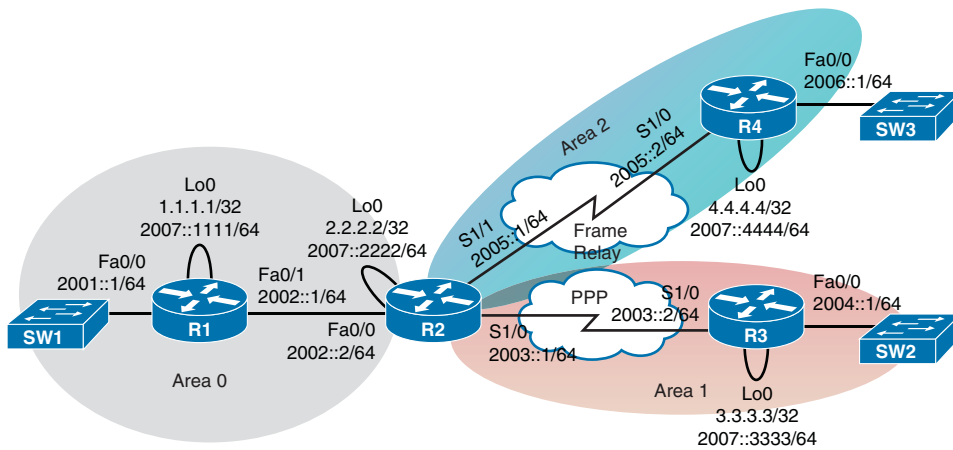 Fa0/0
2006::1/64
SW3
R4
Area 2
S1/0
2005::2/64
Lo0
4.4.4.4/32
2007::4444/64
Lo0
1.1.1.1/32
2007::1111/64
Lo0
2.2.2.2/32
2007::2222/64
S1/1
2005::1/64
Frame
Relay
Fa0/0
2001::1/64
Fa0/1
2002::1/64
SW1
R1
Fa0/0
2002::2/64
R2
PPP
S1/0
2003::1/64
S1/0
2003::2/64
R3
Fa0/0
2004::1/64
SW2
Area 0
Area 1
Lo0
3.3.3.3/32
2007::3333/64